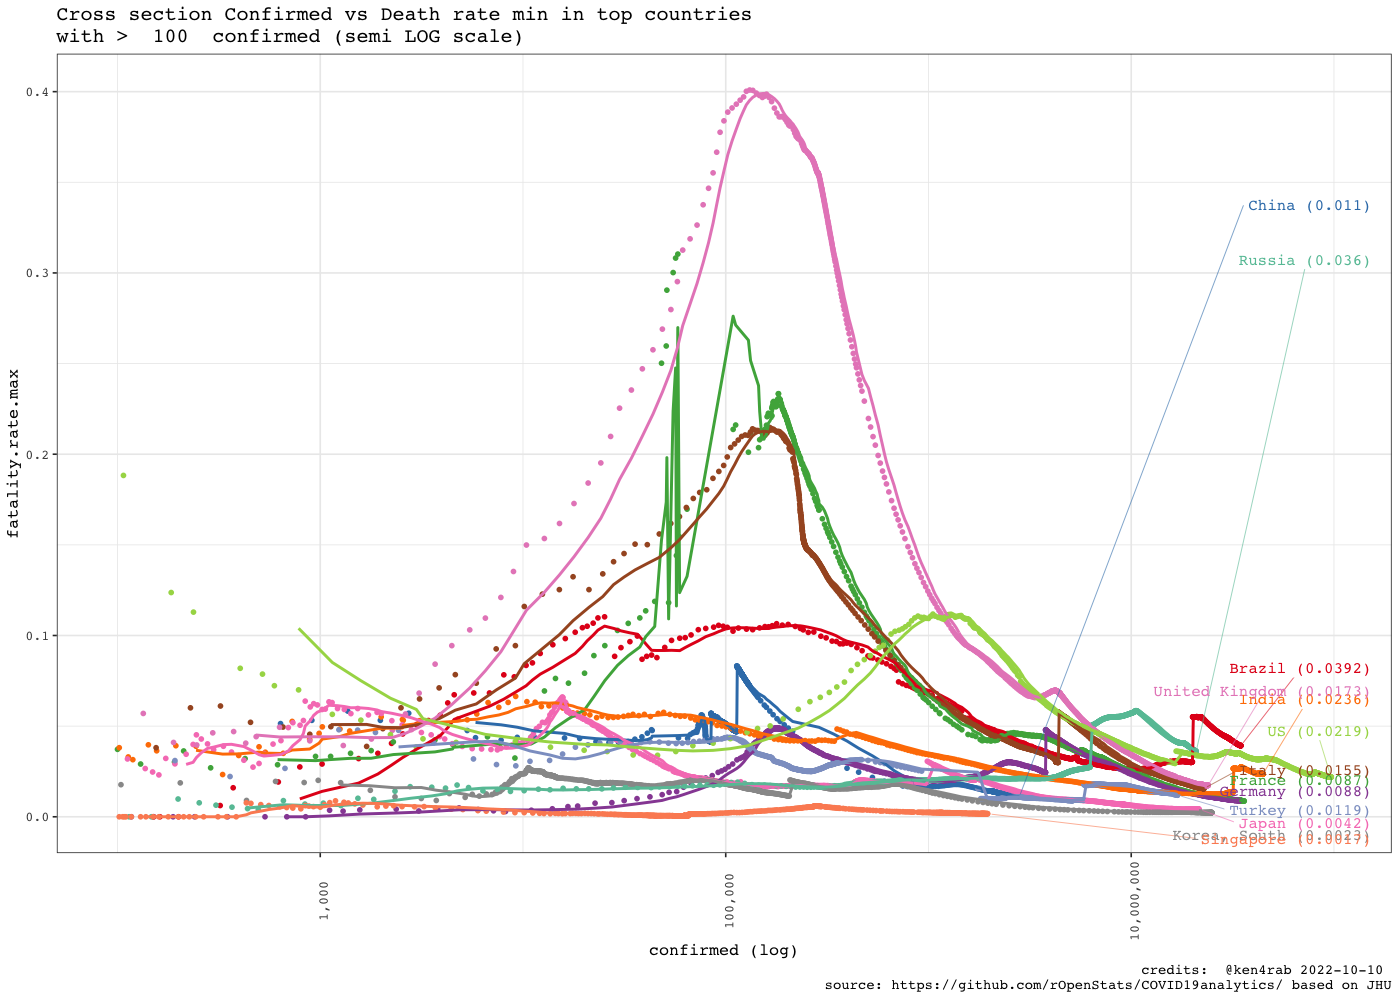 Cross section Confirmed vs Death rate min in top countries
with >  100  confirmed (semi LOG scale)
fatality.rate.max
0.4
0.3
0.2
0.1
0.0
China (0.011)
Russia (0.036)
Brazil (0.0392)
United Kingdom (0.0173)
India (0.0236)
US (0.0219)
Italy (0.0155)
France (0.0087)
Germany (0.0088)
Turkey (0.0119)
Japan (0.0042)
Korea, South (0.0023)
Singapore (0.0027)
1,000
100,000
10,000,000
confirmed (log)
credits:  @ken4rab 2022-10-10
source: https://github.com/rOpenStats/COVID19analytics/ based on JHU